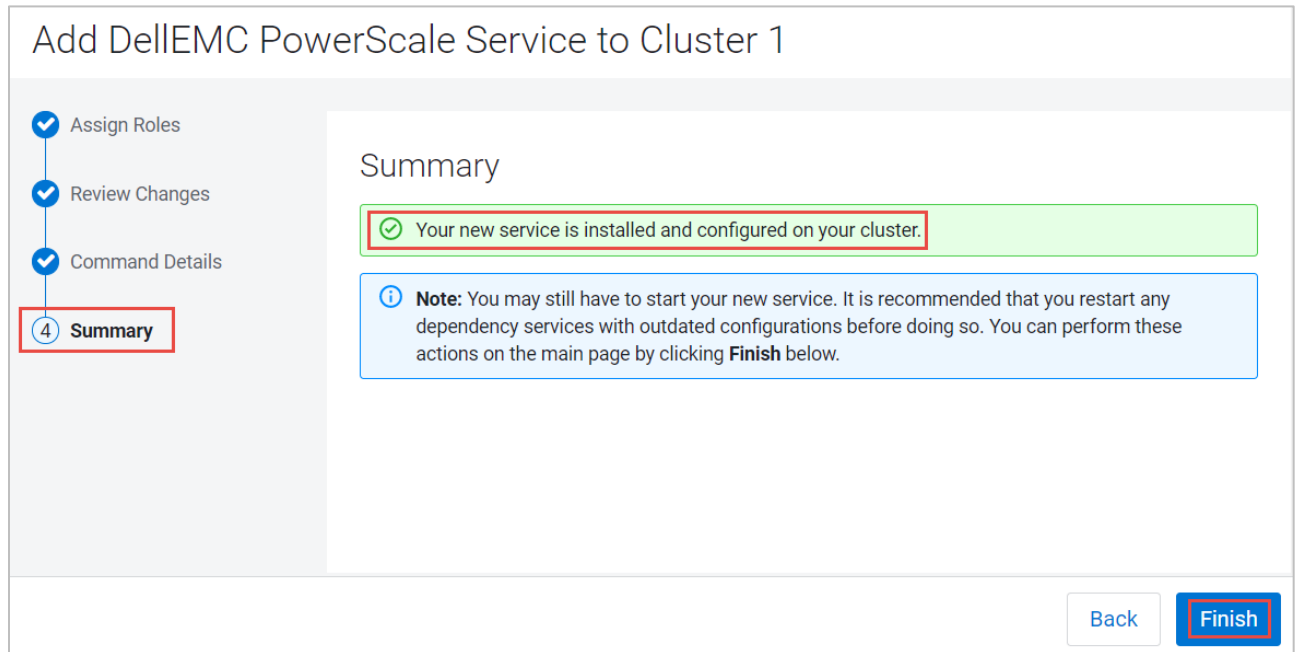 Add DellEMC PowerScale Service to Cluster 1
Assign Roles
Review Changes
Command Details
4 Summary
Summary
Your new service is installed and configured on your cluster.
Note: You may still have to start your new service. It is recommended that you restart any
dependency services with outdated configurations before doing so. You can perform these
actions on the main page by clicking Finish below.
Back
Finish